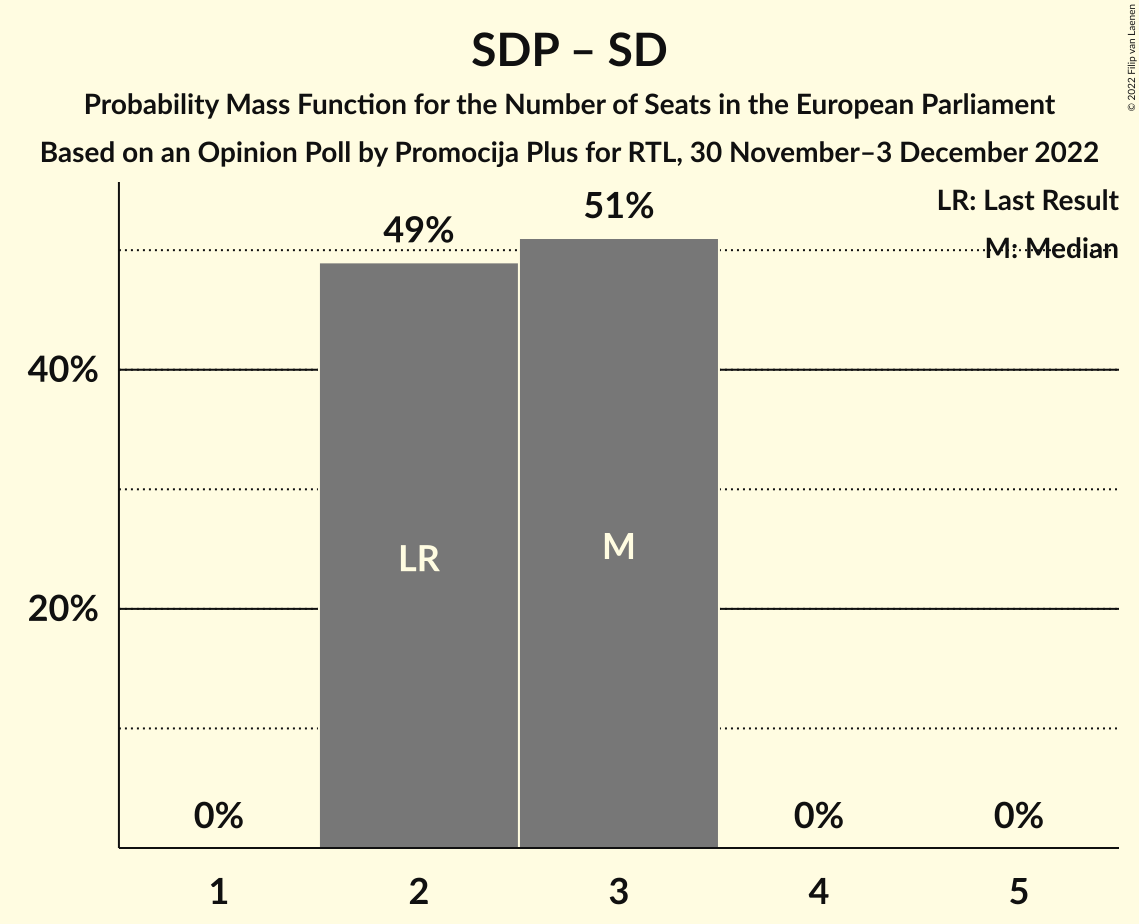 SDP – SD
Probability Mass Function for the Number of Seats in the European Parliament
Based on an Opinion Poll by Promocija Plus for RTL, 30 November–3 December 2022
© 2022 Filip van Laenen
LR: Last Result
M: Median
51%
49%
40%
20%
LR
M
0%
0%
0%
1
2
3
4
5